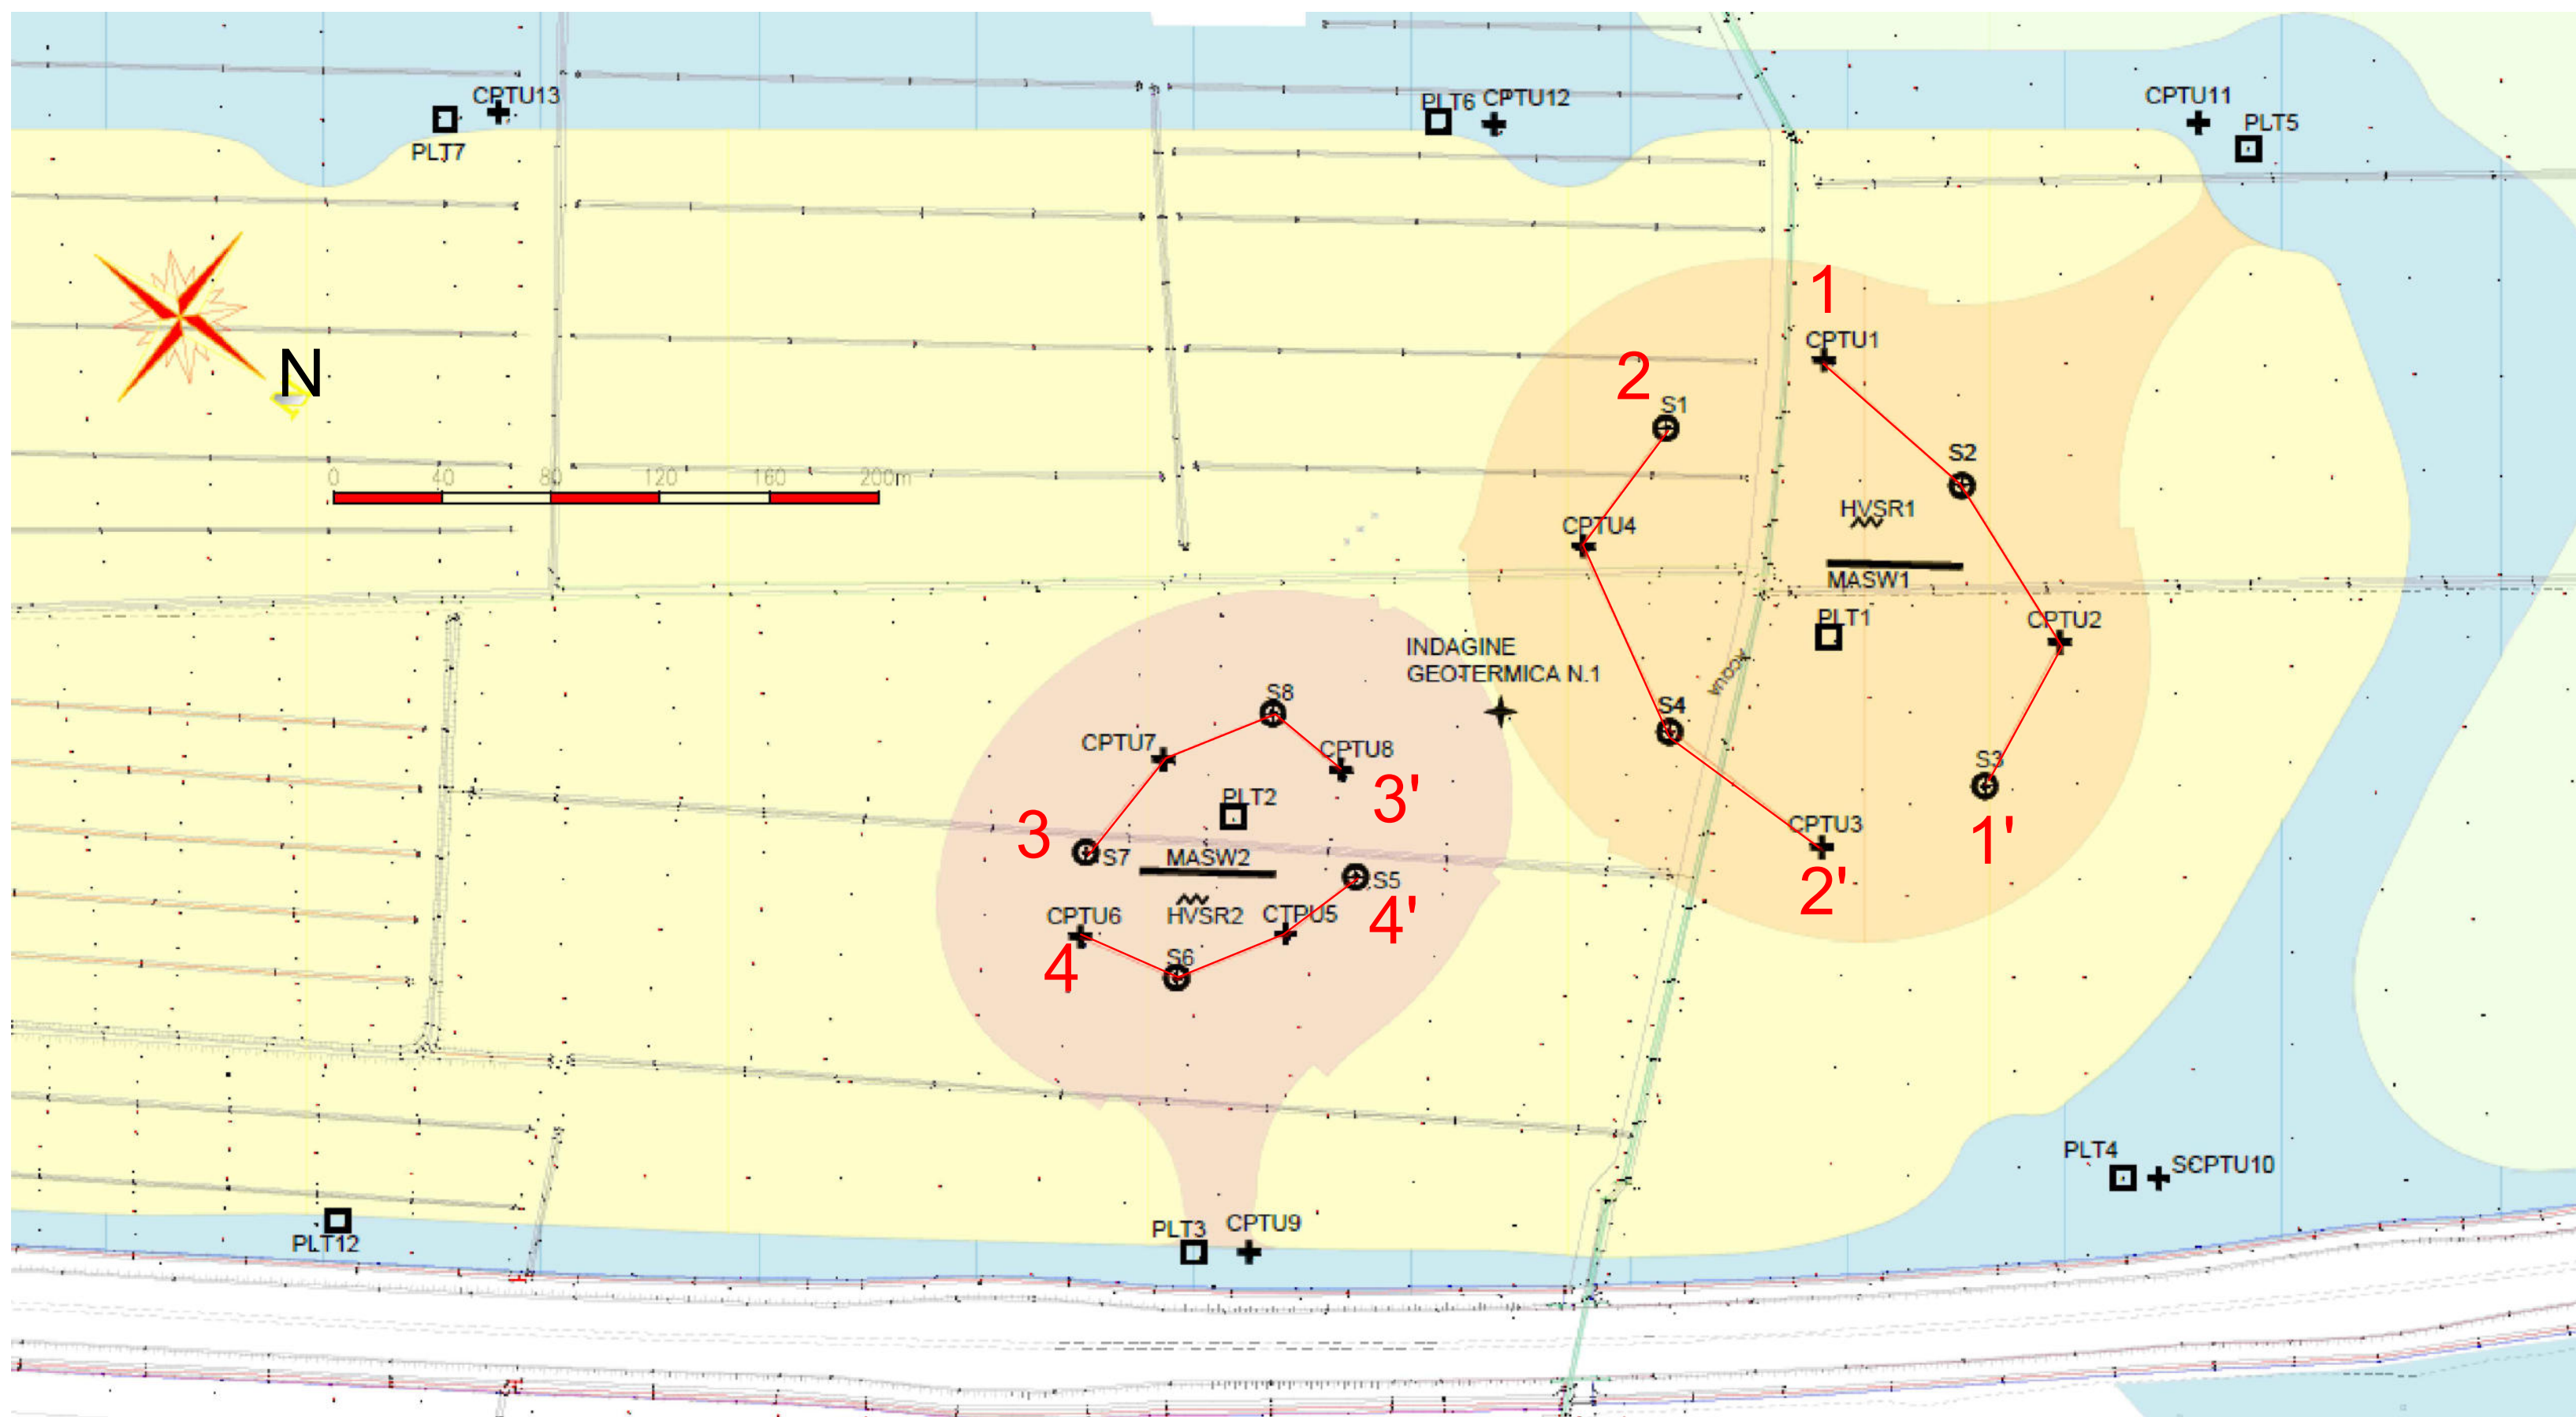 CPTU13
PLT7
PLT6 CPTU12
CPTU11
PLT5
N
0 40 80 120 160 200m
1
CPTU1
2
S1
S2
CPTU4
HVSR1
MASW1
PLT1
CPTU2
ACQUA
INDAGINE
GEOTERMICA N.1
S8
S4
CPTU7
CPTU8
3'
S3
PLT2
3
S7
MASW2
CPTU3
1'
2'
S5
HVSR2
CPTU6
CTPU5
4'
4
S6
PLT4
SCPTU10
PLT12
PLT3
CPTU9